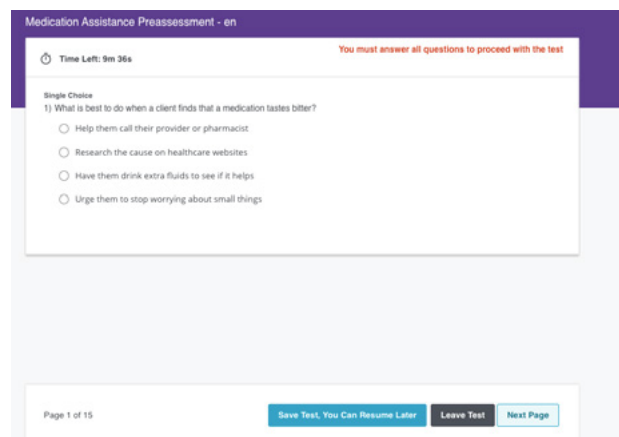 Medication Assistance Preassessment - en
Time Left: 9m 36s
You must answer all questions to proceed with the test
Single Choice
1) What is best to do when a client finds that a medication tastes bitter?
Help them call their provider or pharmacist
Research the cause on healthcare websites
Have them drink extra fluids to see if it helps
Urge them to stop worrying about small things
Page 1 of 15
Save Test, You Can Resume Later
Leave Test
Next Page